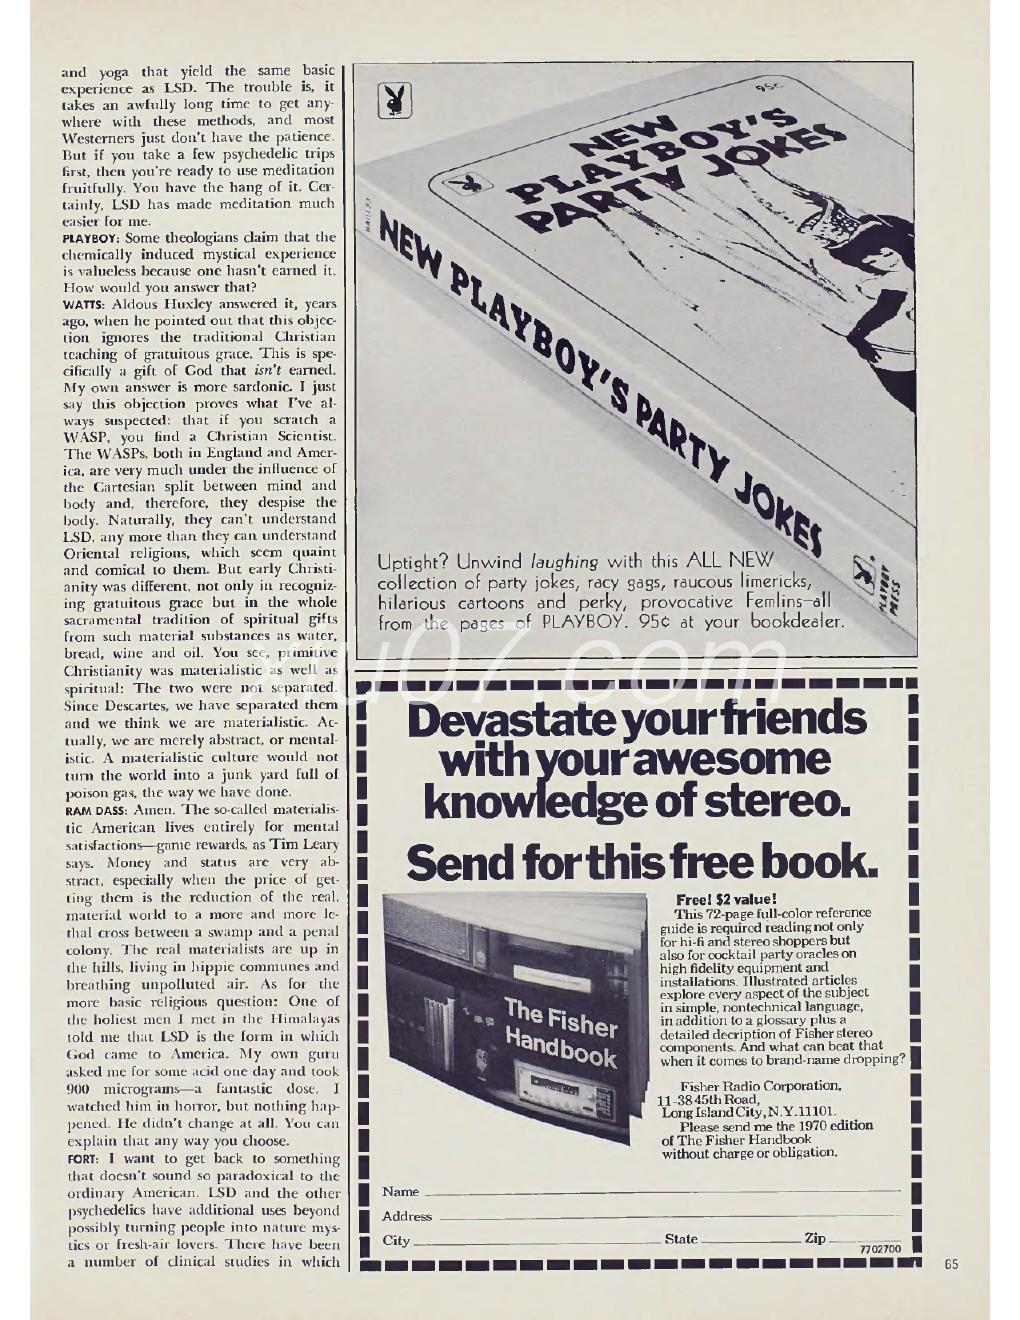 and yoga that yield the same basic
experience as LSD. The trouble is, it
takes an awfully long time to get any-
where with these methods, and most
Westerners just don't have the patience.
But if you take a few psychedelic trips
first, then you're ready to use meditation
fruitfully. You have the hang of it. Cer-
tainly, LSD has made meditation much
easier for me.
PLAYBOY: Some theologians claim that the
chemically induced mystical experience
is valueless because one hasn't earned it.
How would you answer that?
WATTS: Aldous Huxley answered it, years
ago, when he pointed out that this objec-
tion ignores the traditional Christian
teaching of gratuitous grace. This is spe-
cifically a gift of God that isn't earned.
My own answer is more sardonic. I just
say this objection proves what I've al-
ways suspected: that if you scratch a
WASP, you find a Christian Scientist.
The WASPs, both in England and Amer-
ica, are very much under the influence of
the Cartesian split between mind and
body and, therefore, they despise the
body. Naturally, they can't understand
LSD, any more than they can understand
Oriental religions, which seem quaint
and comical to them. But early Christi-
anity was different, not only in recogniz-
ing gratuitous grace but in the whole
sacramental tradition of spiritual gifts
from such material substances as water,
bread, wine and oil. You see, primitive
Christianity was materialistic as well as
spiritual: The two were not separated.
Since Descartes, we have separated them
and we think we are materialistic. Ac-
tually, we are merely abstract, or mental-
istic. A materialistic culture would not
turn the world into a junk yard full of
poison gas, the way we have done.
RAM DASS: Amen. The so-called materialis-
tic American lives entirely for mental
satisfactions—game rewards, as Tim Leary
says. Money and status are very ab-
stract, especially when the price of get-
ting them is the reduction of the real,
material world to a more and more le-
thal cross between a swamp and a penal
colony. The real materialists are up in
the hills, living in hippie communes and
breathing unpolluted air. As for the
more basic religious question: One of
the holiest men I met in the Himalayas
told me that LSD is the form in which
God came to America. My own guru
asked me for some acid one day and took
900 micrograms—a fantastic dose. I
watched him in horror, but nothing hap-
pened. He didn't change at all. You can
explain that any way you choose.
FORT: I want to get back to something
that doesn't sound so paradoxical to the
ordinary American. LSD and the other
psychedelics have additional uses beyond
possibly turning people into nature mys-
tics or fresh-air lovers. There have been
a number of clinical studies in which
95¢
NEW
PLAYBOY'S
PARTY JOKES
NEW PLAYBOY'S PARTY JOKES
PLAYBOY
PRESS
Uptight? Unwind laughing with this ALL NEW
collection of party jokes, racy gags, raucous limericks,
hilarious cartoons and perky, provocative Femlins—all
from the pages of PLAYBOY. 95¢ at your bookdealer.
xu07.com
Devastate your friends
with your awesome
knowledge of stereo.
Send for this free book.
The Fisher
Handbook
Free! $2 value!
This 72-page full-color reference
guide is required reading not only
for hi-fi and stereo shoppers but
also for cocktail party oracles on
high fidelity equipment and
installations. Illustrated articles
explore every aspect of the subject
in simple, nontechnical language,
in addition to a glossary plus a
detailed decription of Fisher stereo
components. And what can beat that
when it comes to brand-name dropping?
Fisher Radio Corporation,
11-38 45th Road,
Long Island City, N.Y. 11101.
Please send me the 1970 edition
of The Fisher Handbook
without charge or obligation.
Name
Address
City State Zip
7702700
65